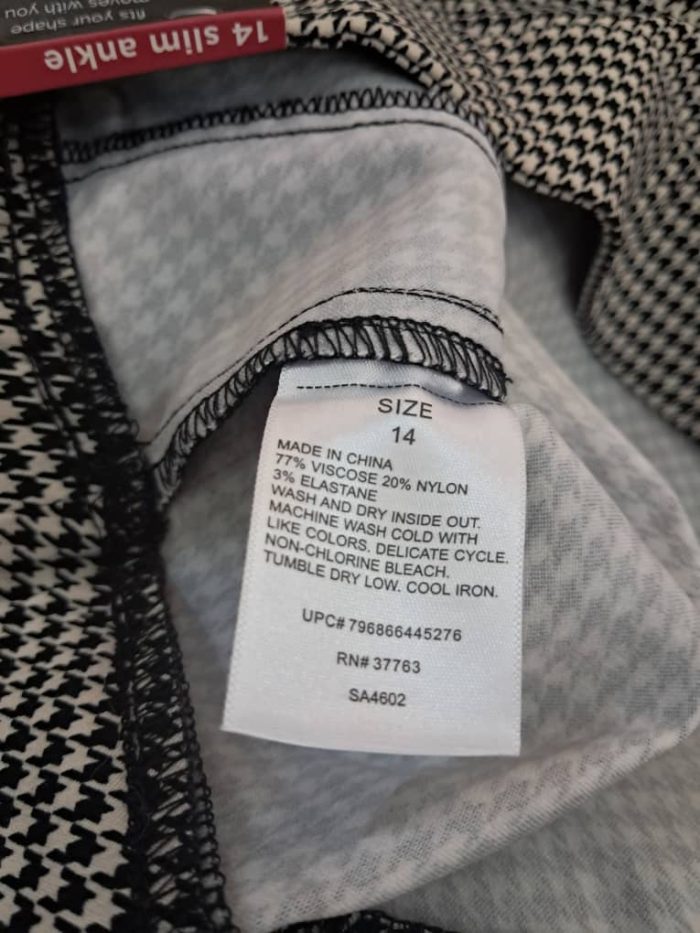 14 slim ankle
fits your shape
moves with you
SIZE
14
MADE IN CHINA
77% VISCOSE 20% NYLON
3% ELASTANE
WASH AND DRY INSIDE OUT.
MACHINE WASH COLD WITH
LIKE COLORS. DELICATE CYCLE.
NON-CHLORINE BLEACH.
TUMBLE DRY LOW. COOL IRON.
UPC# 796866445276
RN# 37763
SA4602